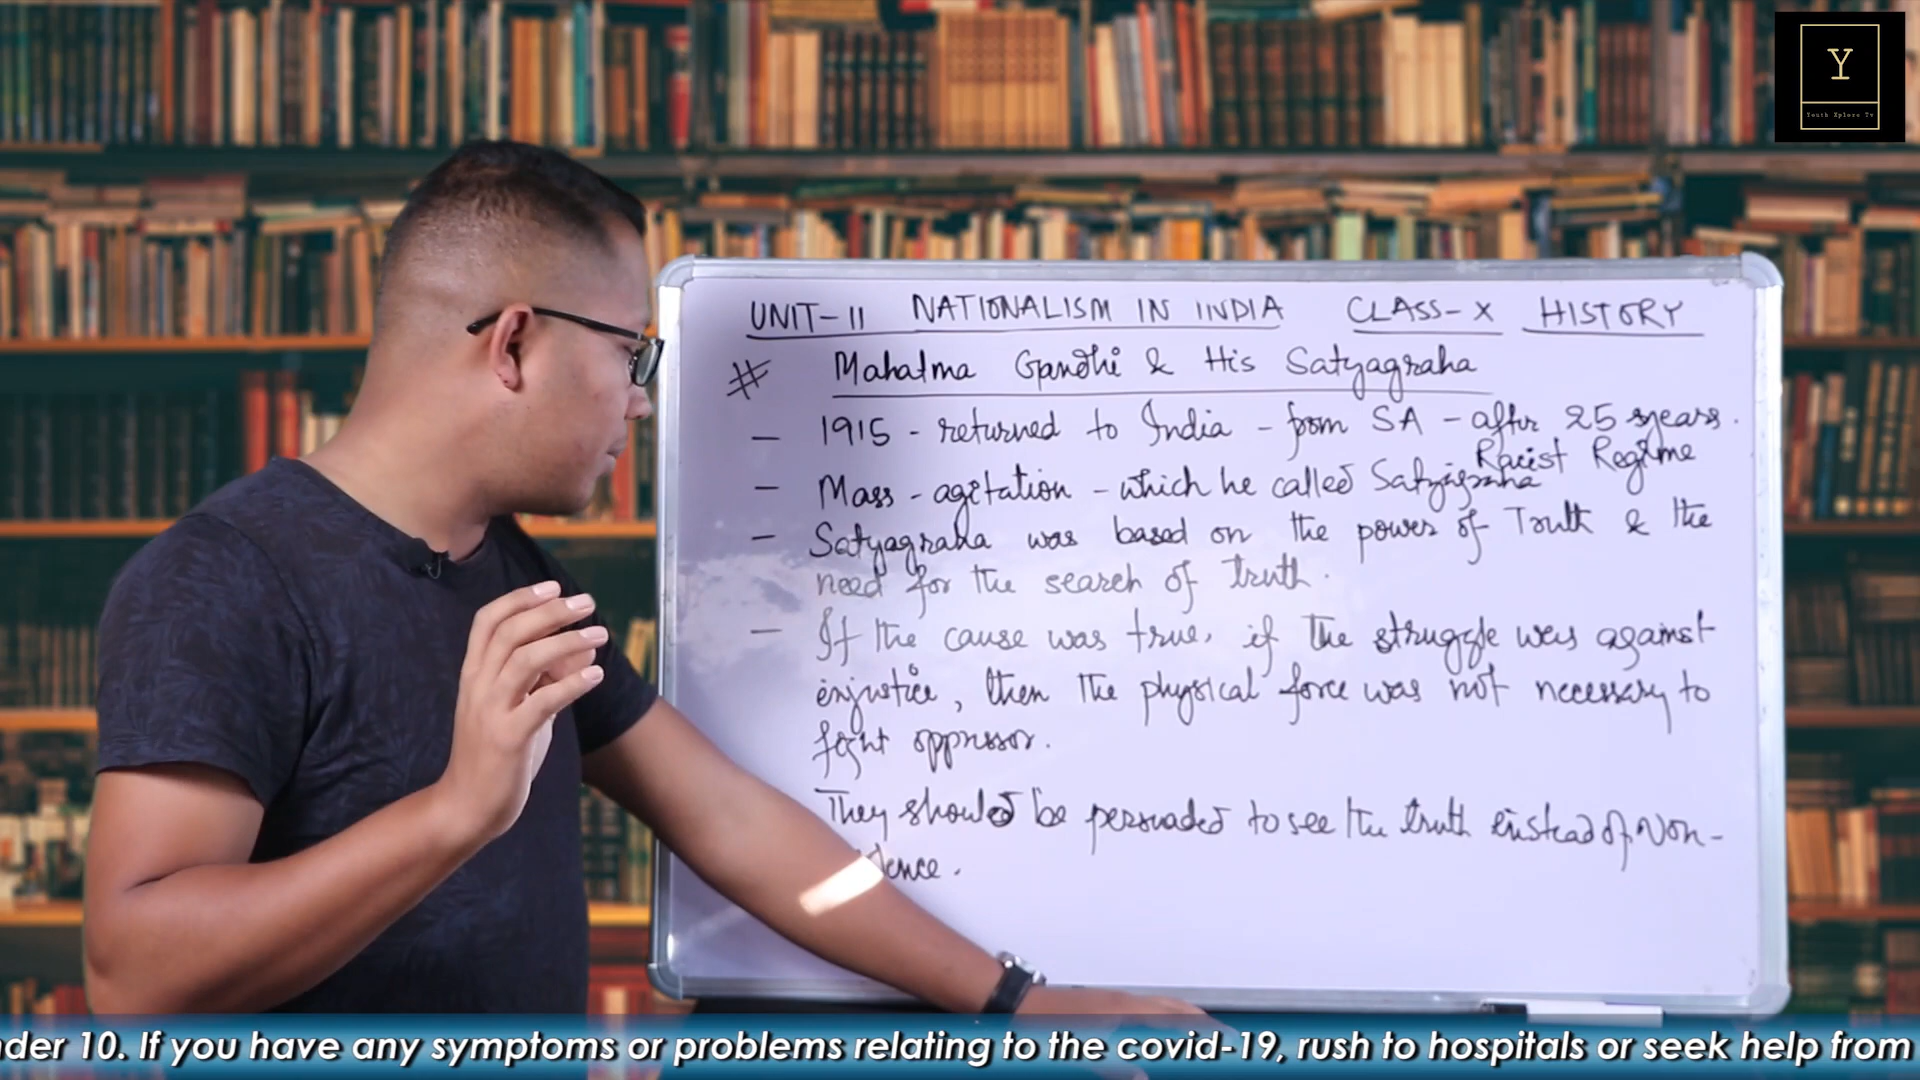 Y
Youth Xplore Tv
UNIT-II NATIONALISM IN INDIA CLASS-X HISTORY
# Mahatma Gandhi & His Satyagraha
– 1915 - returned to India - from SA - after 25 years.
Racist Regime
– Mass - agitation - which he called Satyagraha
– Satyagraha was based on the power of Truth & the
need for the search of truth.
– If the cause was true, if the struggle was against
injustice, then the physical force was not necessary to
fight oppressor.
They should be persuaded to see the truth instead of Non-
lence.
der 10. If you have any symptoms or problems relating to the covid-19, rush to hospitals or seek help from